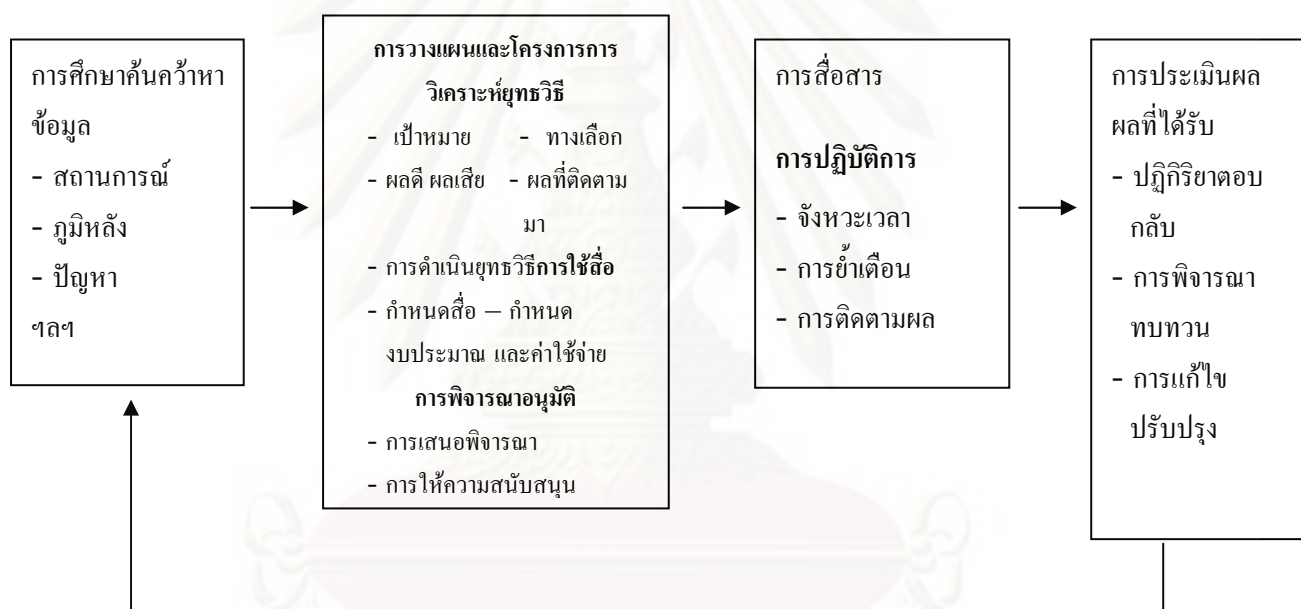 การศึกษาค้นคว้าหา
ข้อมูล
- สถานการณ์
- ภูมิหลัง
- ปัญหา
ฯลฯ
การวางแผนและโครงการการ
วิเคราะห์ยุทธวิธี
- เป้าหมาย - ทางเลือก
- ผลดี ผลเสีย - ผลที่ติดตาม
มา
- การดำเนินยุทธวิธีการใช้สื่อ
- กำหนดสื่อ – กำหนด
งบประมาณ และค่าใช้จ่าย
การพิจารณาอนุมัติ
- การเสนอพิจารณา
- การให้ความสนับสนุน
การสื่อสาร
การปฏิบัติการ
- จังหวะเวลา
- การย้ำเตือน
- การติดตามผล
การประเมินผล
ผลที่ได้รับ
- ปฏิกิริยาตอบ
กลับ
- การพิจารณา
ทบทวน
- การแก้ไข
ปรับปรุง